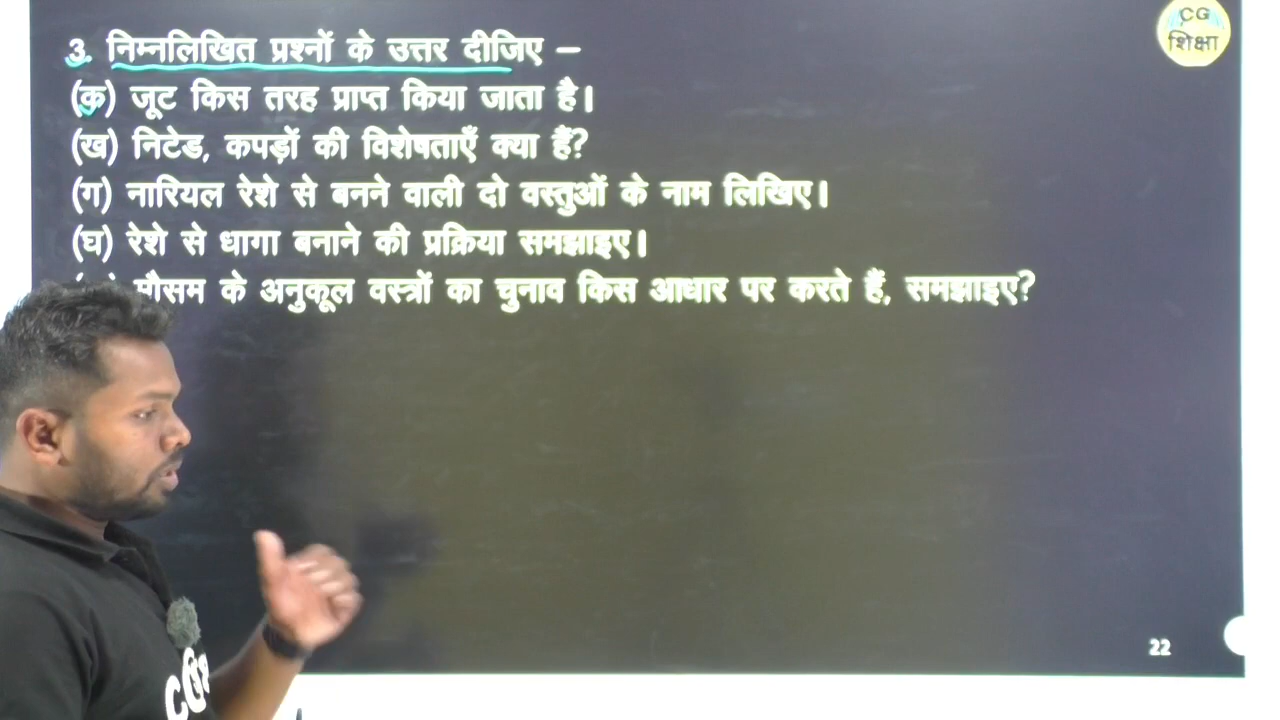 3. निम्नलिखित प्रश्नों के उत्तर दीजिए –
(क) जूट किस तरह प्राप्त किया जाता है।
(ख) निटेड, कपड़ों की विशेषताएँ क्या हैं?
(ग) नारियल रेशे से बनने वाली दो वस्तुओं के नाम लिखिए।
(घ) रेशे से धागा बनाने की प्रक्रिया समझाइए।
मौसम के अनुकूल वस्त्रों का चुनाव किस आधार पर करते हैं, समझाइए?
CG
शिक्षा
22